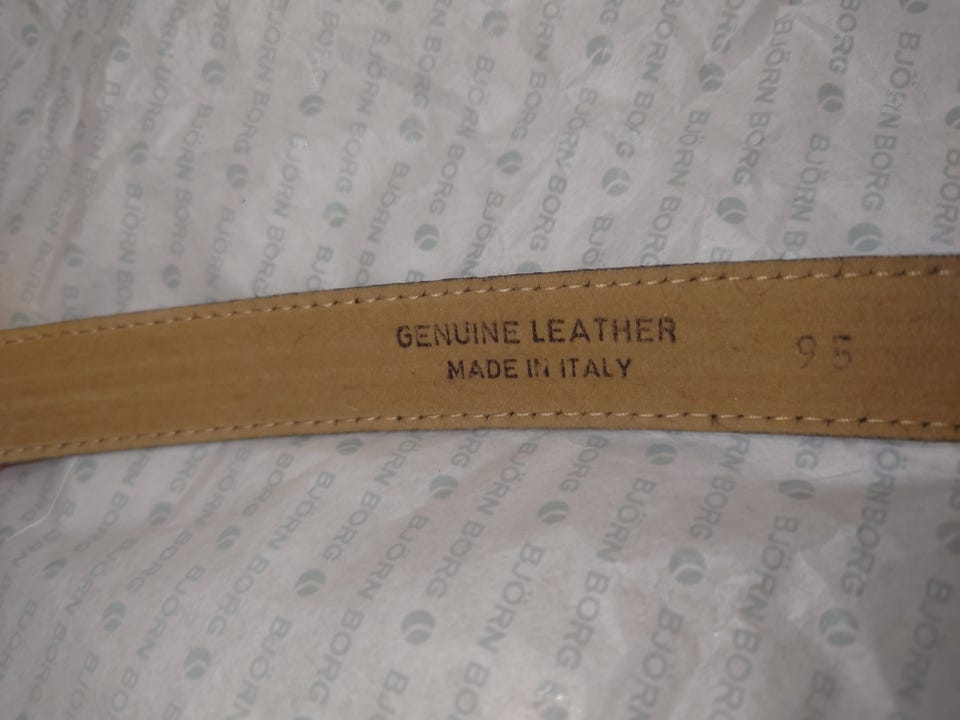 GENUINE LEATHER
MADE IN ITALY
95
BJÖRN BORG